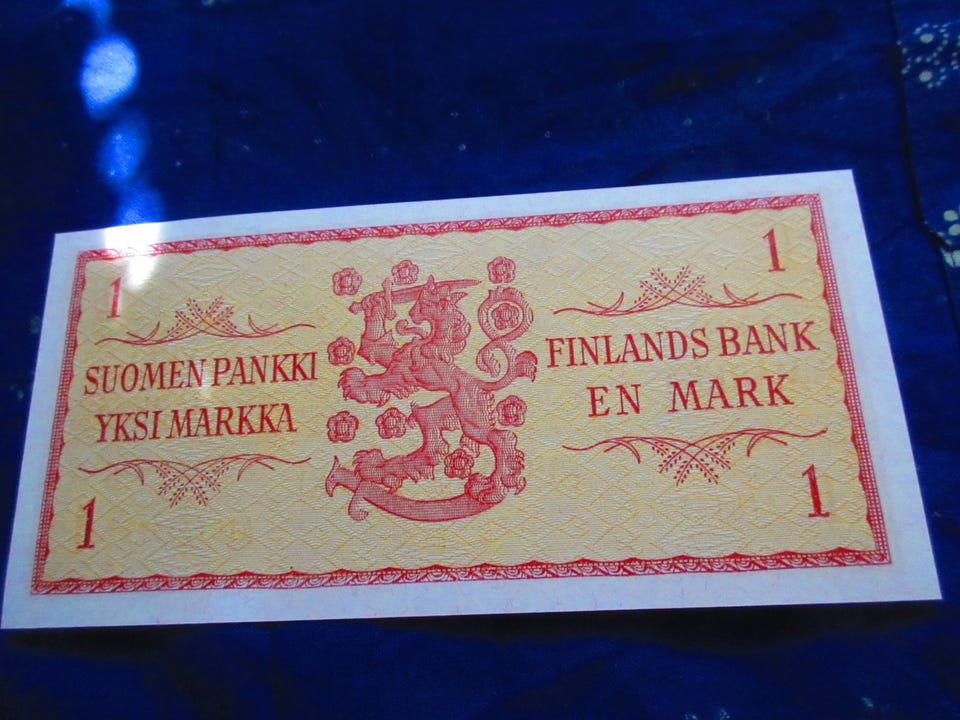 1
1
SUOMEN PANKKI
YKSI MARKKA
FINLANDS BANK
EN MARK
1
1